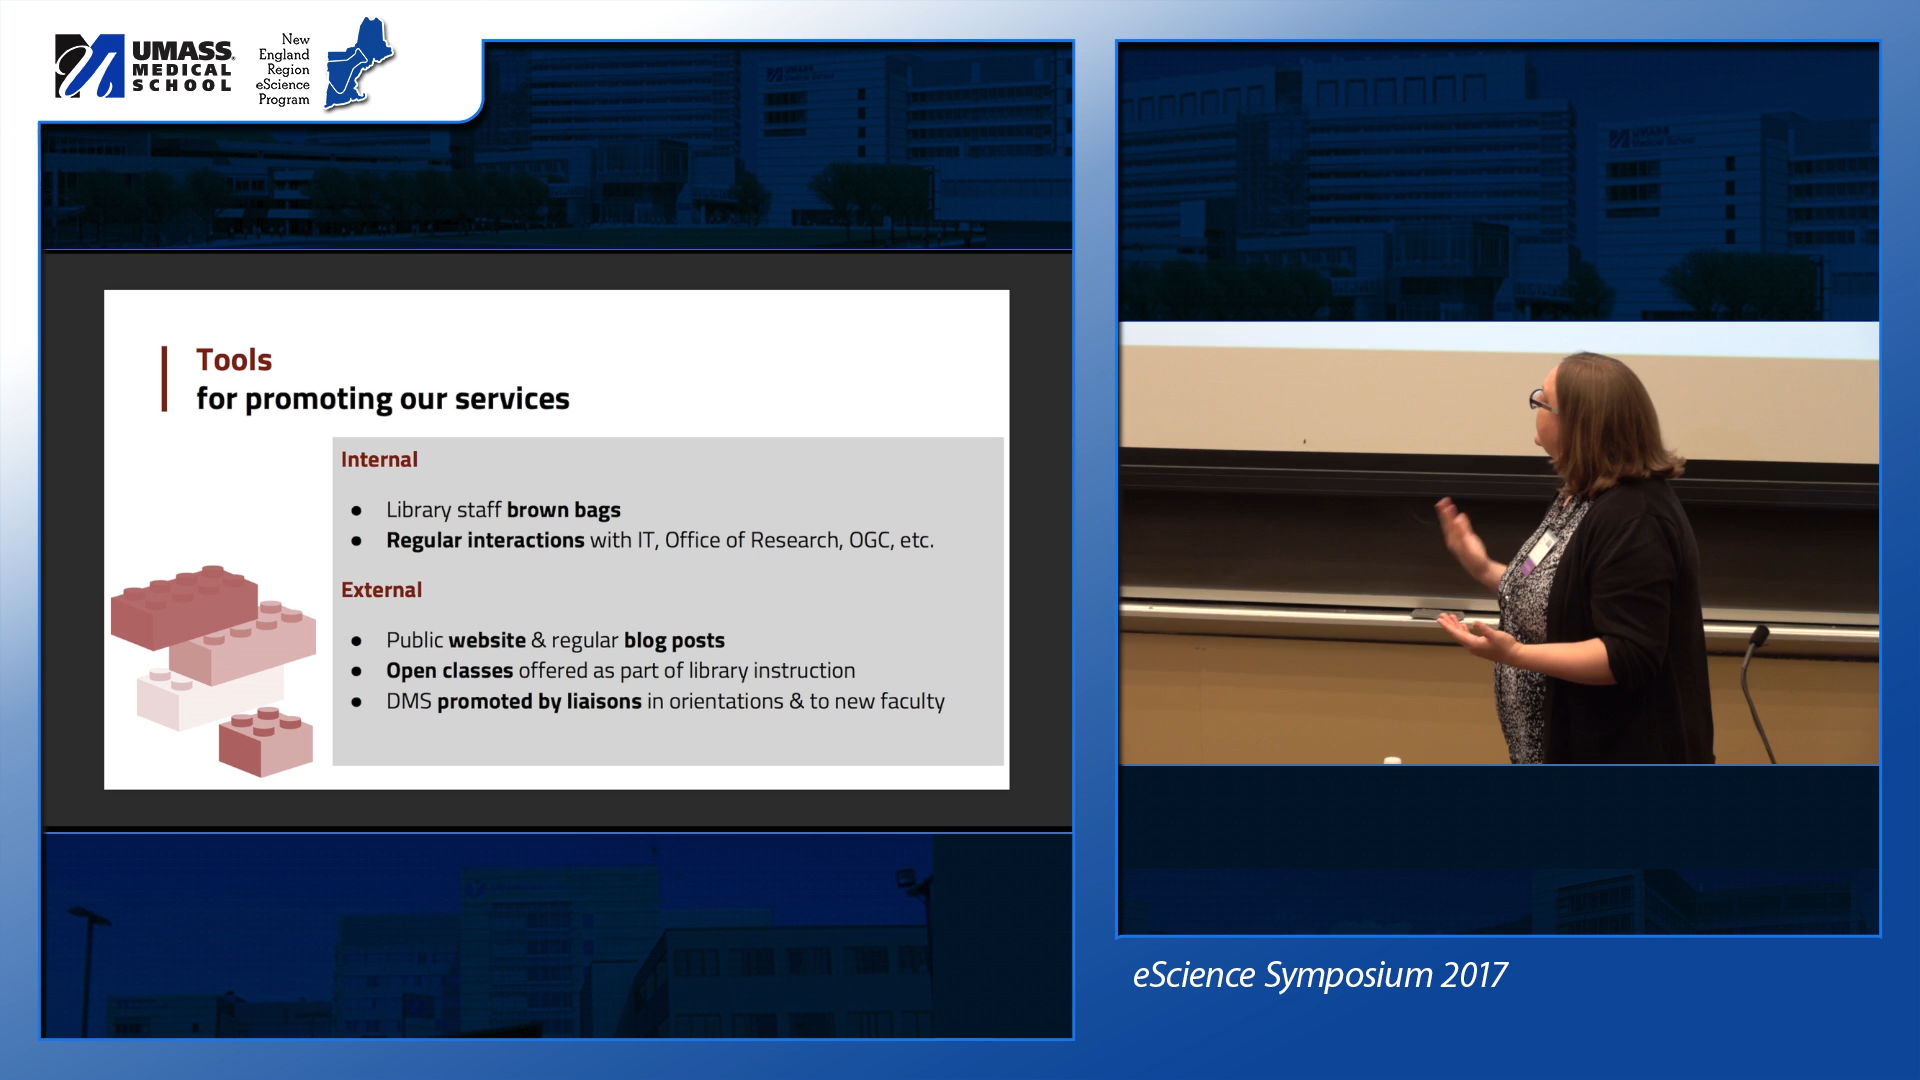 UMASS
MEDICAL
SCHOOL
New
England
Region
eScience
Program
Tools
for promoting our services
Internal
● Library staff brown bags
● Regular interactions with IT, Office of Research, OGC, etc.
External
● Public website & regular blog posts
● Open classes offered as part of library instruction
● DMS promoted by liaisons in orientations & to new faculty
UMASS
eScience Symposium 2017